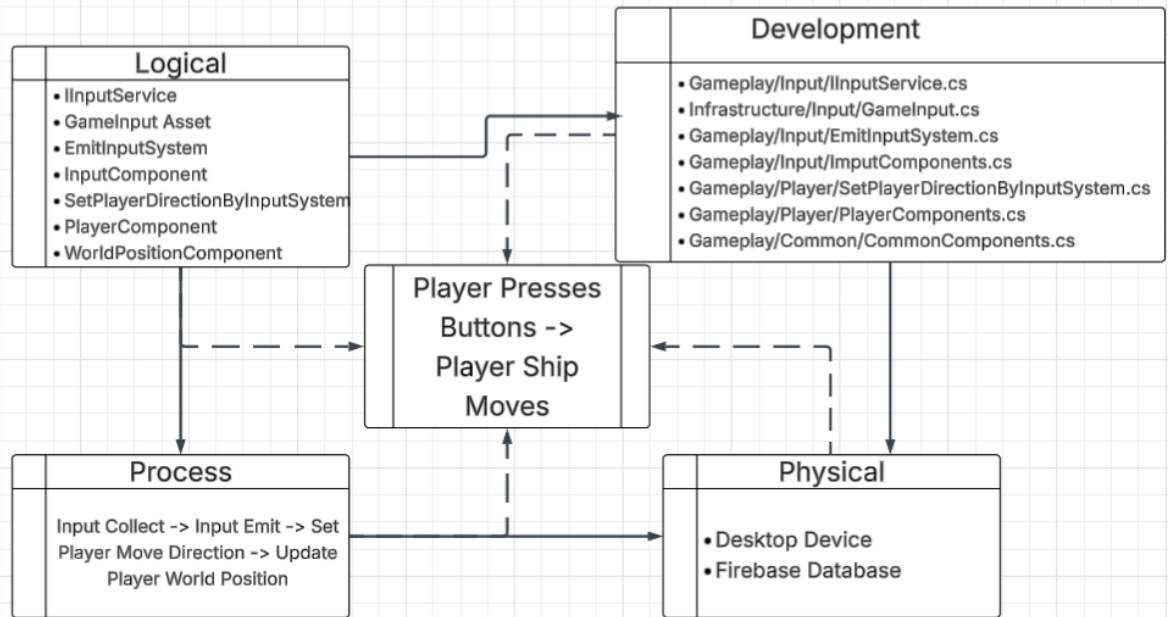 Logical
• IInputService
• GameInput Asset
• EmitInputSystem
• InputComponent
• SetPlayerDirectionByInputSystem
• PlayerComponent
• WorldPositionComponent
Development
• Gameplay/Input/IInputService.cs
• Infrastructure/Input/GameInput.cs
• Gameplay/Input/EmitInputSystem.cs
• Gameplay/Input/ImputComponents.cs
• Gameplay/Player/SetPlayerDirectionByInputSystem.cs
• Gameplay/Player/PlayerComponents.cs
• Gameplay/Common/CommonComponents.cs
Player Presses
Buttons ->
Player Ship
Moves
Process
Input Collect -> Input Emit -> Set
Player Move Direction -> Update
Player World Position
Physical
• Desktop Device
• Firebase Database